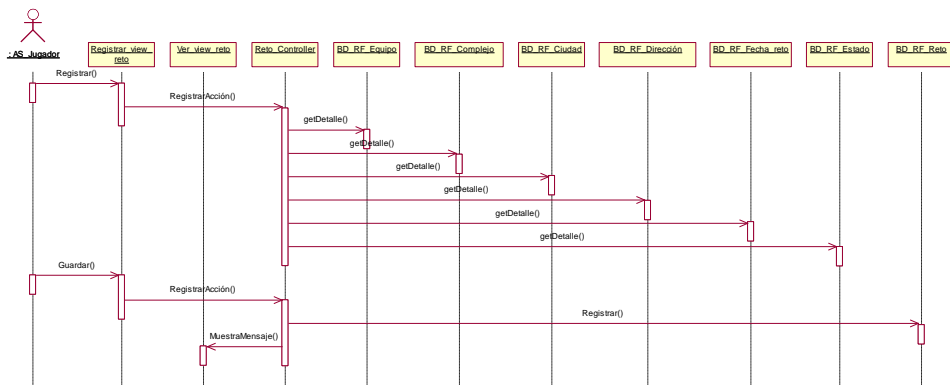 : AS_Jugador
Registrar_view_
reto
Ver_view_reto
Reto_Controller
BD_RF_Equipo
BD_RF_Complejo
BD_RF_Ciudad
BD_RF_Dirección
BD_RF_Fecha_reto
BD_RF_Estado
BD_RF_Reto
Registrar()
RegistrarAcción()
getDetalle()
getDetalle()
getDetalle()
getDetalle()
getDetalle()
getDetalle()
Guardar()
RegistrarAcción()
Registrar()
MuestraMensaje()